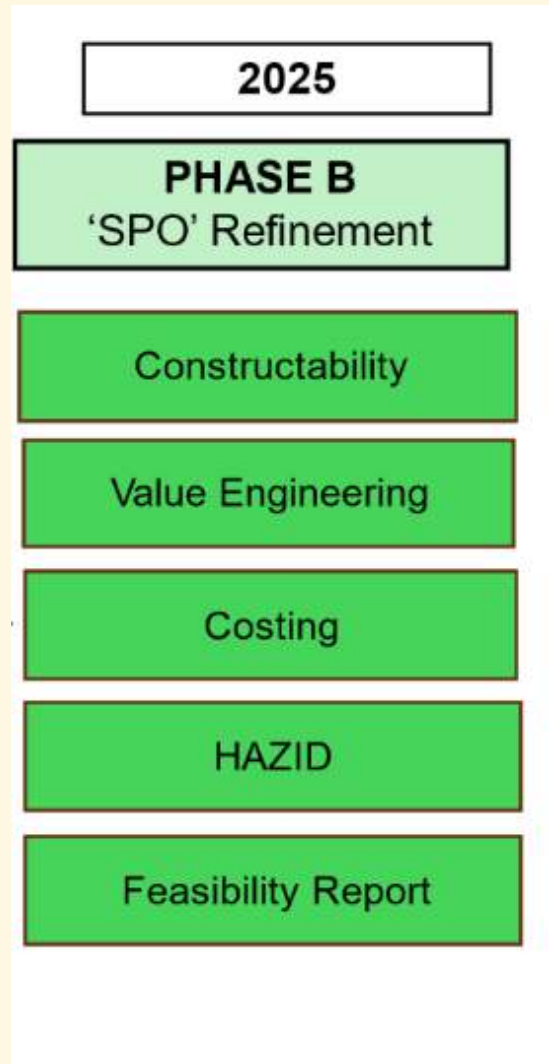 2025
PHASE B
‘SPO’ Refinement
Constructability
Value Engineering
Costing
HAZID
Feasibility Report